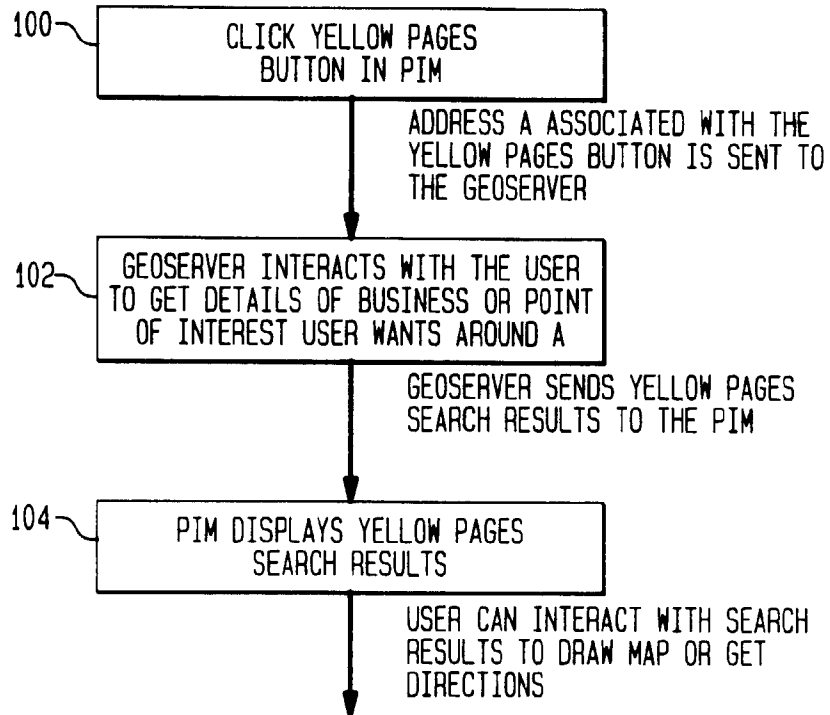 100
CLICK YELLOW PAGES
BUTTON IN PIM
ADDRESS A ASSOCIATED WITH THE
YELLOW PAGES BUTTON IS SENT TO
THE GEOSERVER
102
GEOSERVER INTERACTS WITH THE USER
TO GET DETAILS OF BUSINESS OR POINT
OF INTEREST USER WANTS AROUND A
GEOSERVER SENDS YELLOW PAGES
SEARCH RESULTS TO THE PIM
104
PIM DISPLAYS YELLOW PAGES
SEARCH RESULTS
USER CAN INTERACT WITH SEARCH
RESULTS TO DRAW MAP OR GET
DIRECTIONS